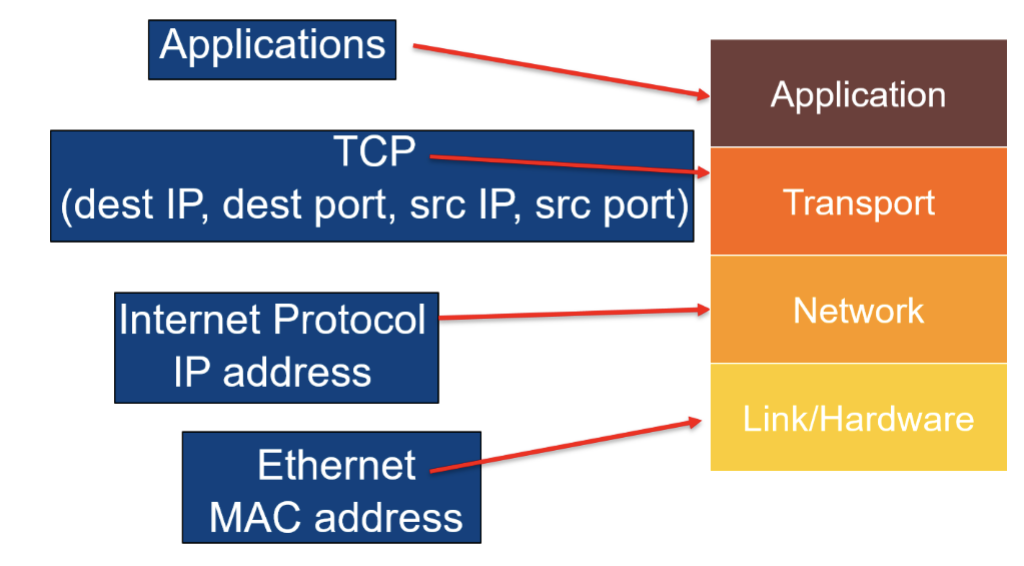 Applications
TCP
(dest IP, dest port, src IP, src port)
Internet Protocol
IP address
Ethernet
MAC address
Application
Transport
Network
Link/Hardware